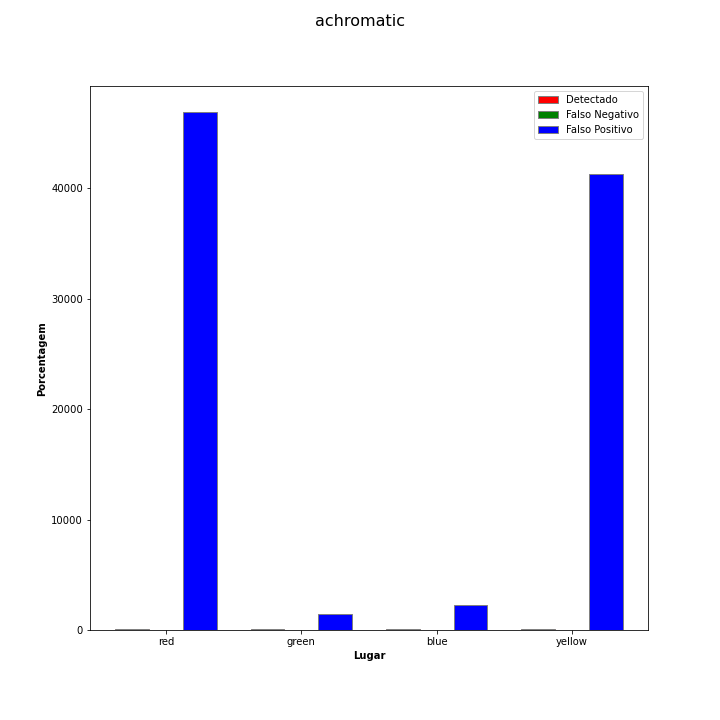 achromatic
Detectado
Falso Negativo
Falso Positivo
Porcentagem
40000
30000
20000
10000
0
red green blue yellow
Lugar